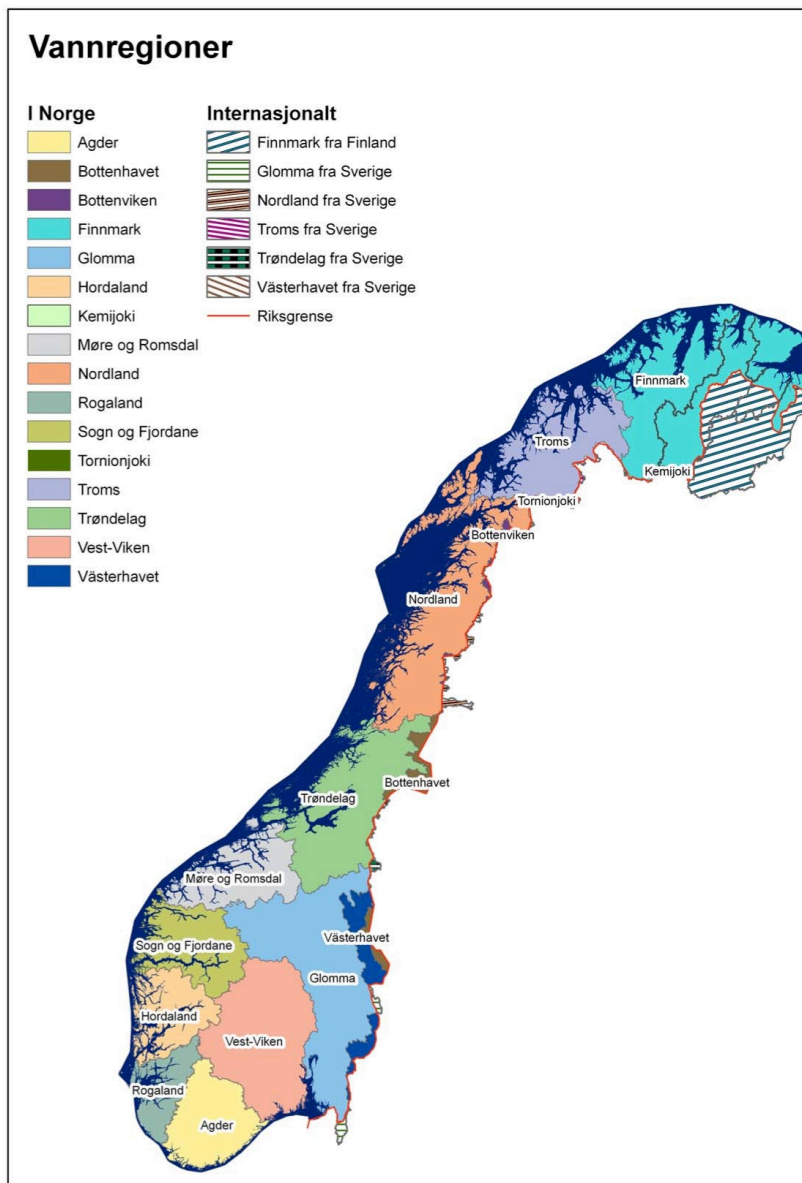 Vannregioner
I Norge
Agder
Bottenhavet
Bottenviken
Finnmark
Glomma
Hordaland
Kemijoki
Møre og Romsdal
Nordland
Rogaland
Sogn og Fjordane
Tornionjoki
Troms
Trøndelag
Vest-Viken
Västerhavet
Internasjonalt
Finnmark fra Finland
Glomma fra Sverige
Nordland fra Sverige
Troms fra Sverige
Trøndelag fra Sverige
Västerhavet fra Sverige
Riksgrense
Finnmark
Troms
Kemijoki
Tornionjoki
Bottenviken
Nordland
Bottenhavet
Trøndelag
Møre og Romsdal
Västerhavet
Sogn og Fjordane
Glomma
Hordaland
Vest-Viken
Rogaland
Agder